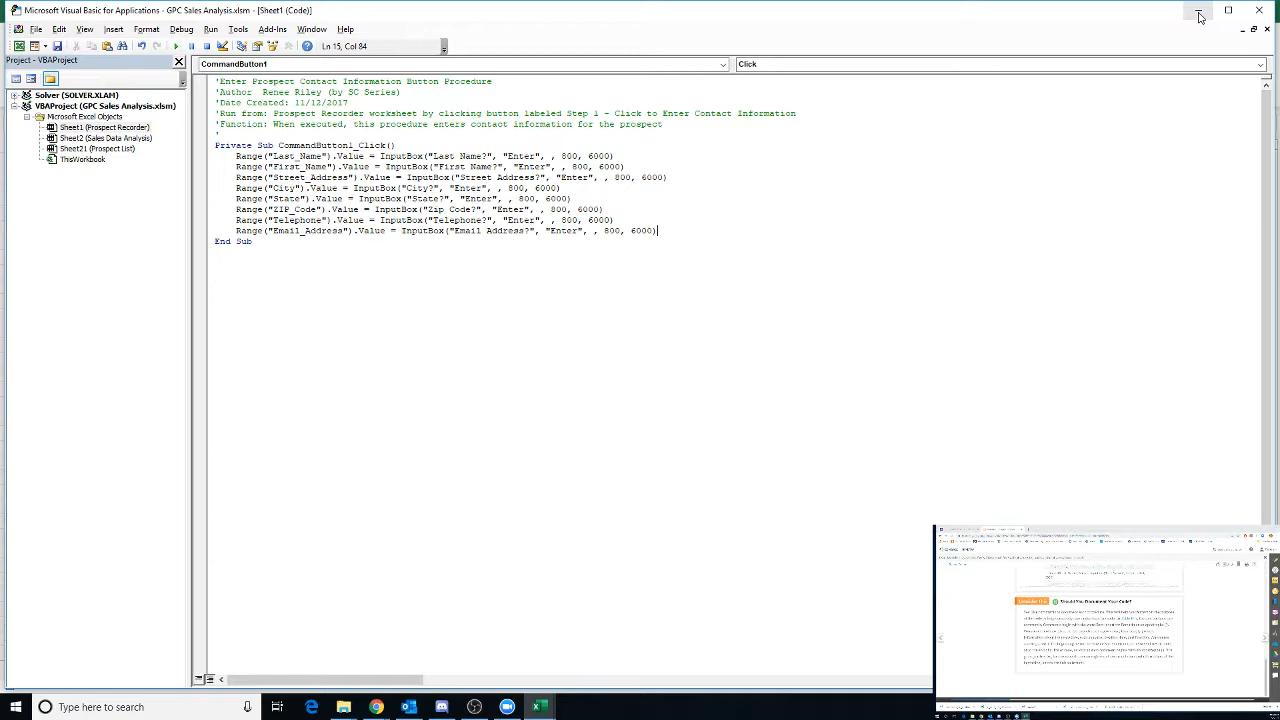 Microsoft Visual Basic for Applications - GPC Sales Analysis.xlsm - [Sheet1 (Code)]
File Edit View Insert Format Debug Run Tools Add-Ins Window Help
Ln 15, Col 84
Project - VBAProject
CommandButton1
Click
Solver (SOLVER.XLAM)
VBAProject (GPC Sales Analysis.xlsm)
Microsoft Excel Objects
Sheet1 (Prospect Recorder)
Sheet2 (Sales Data Analysis)
Sheet21 (Prospect List)
ThisWorkbook
'Enter Prospect Contact Information Button Procedure
'Author  Renee Riley (by SC Series)
'Date Created: 11/12/2017
'Run from: Prospect Recorder worksheet by clicking button labeled Step 1 - Click to Enter Contact Information
'Function: When executed, this procedure enters contact information for the prospect
'
Private Sub CommandButton1_Click()
Range("Last_Name").Value = InputBox("Last Name?", "Enter", , 800, 6000)
Range("First_Name").Value = InputBox("First Name?", "Enter", , 800, 6000)
Range("Street_Address").Value = InputBox("Street Address?", "Enter", , 800, 6000)
Range("City").Value = InputBox("City?", "Enter", , 800, 6000)
Range("State").Value = InputBox("State?", "Enter", , 800, 6000)
Range("ZIP_Code").Value = InputBox("Zip Code?", "Enter", , 800, 6000)
Range("Telephone").Value = InputBox("Telephone?", "Enter", , 800, 6000)
Range("Email_Address").Value = InputBox("Email Address?", "Enter", , 800, 6000)
End Sub
Should You Document Your Code?
Type here to search